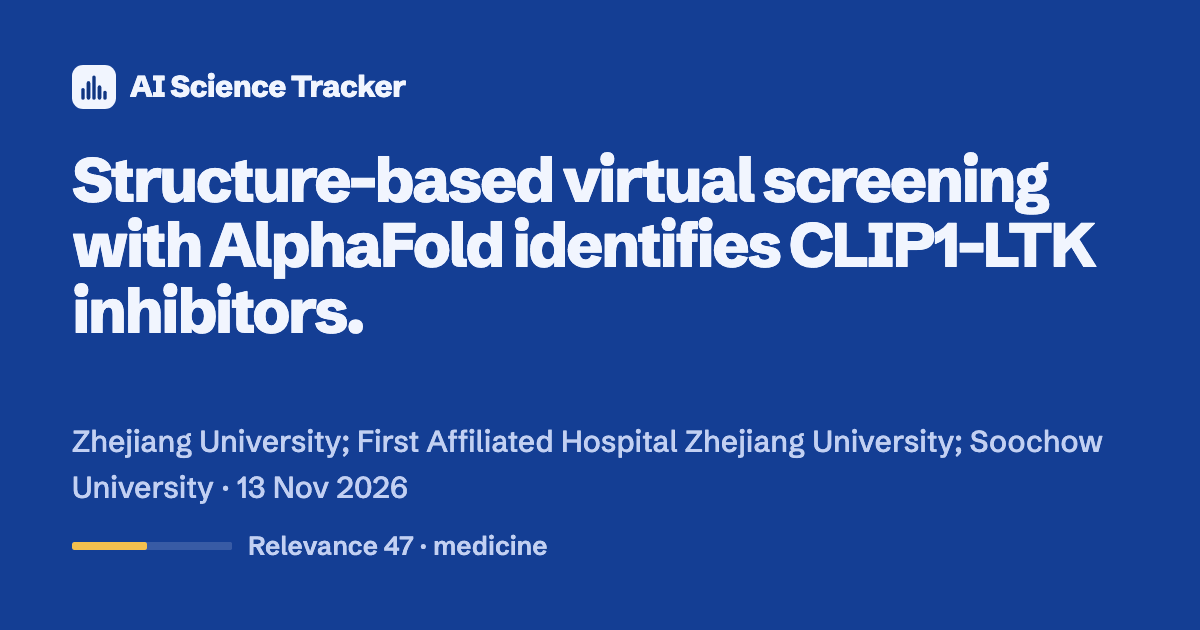 AI Science Tracker
Structure-based virtual screening
with AlphaFold identifies CLIP1-LTK
inhibitors.
Zhejiang University; First Affiliated Hospital Zhejiang University; Soochow
University · 13 Nov 2026
Relevance 47 · medicine